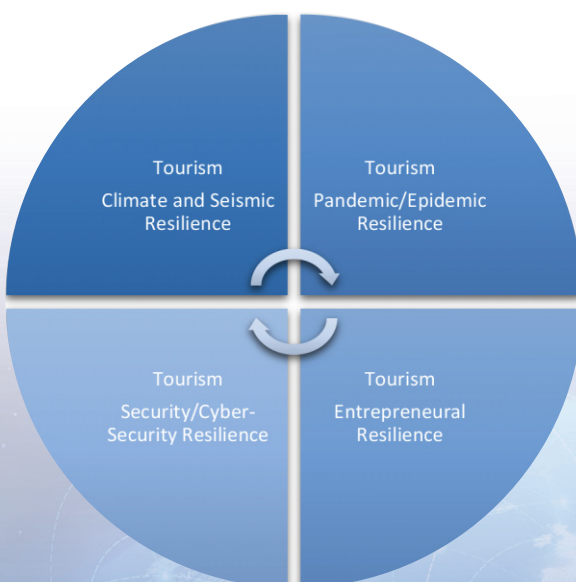 Tourism
Climate and Seismic
Resilience
Tourism
Pandemic/Epidemic
Resilience
Tourism
Security/Cyber-
Security Resilience
Tourism
Entrepreneural
Resilience